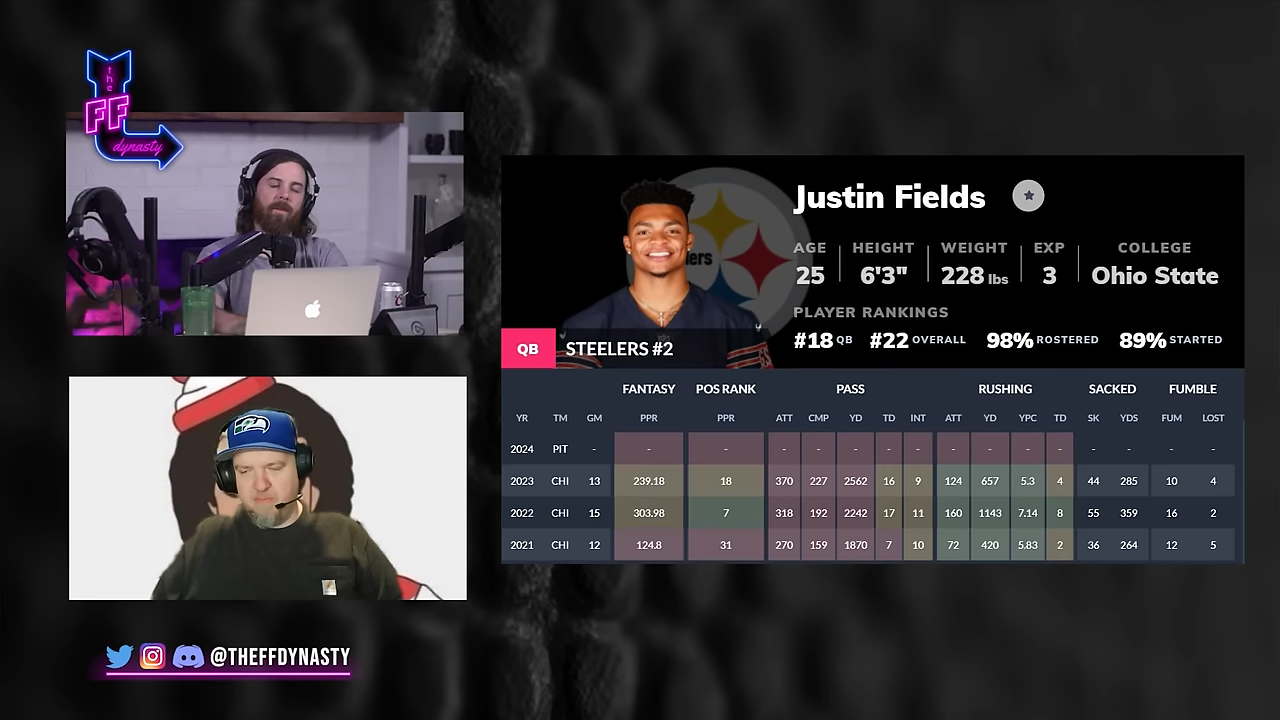 the
FF
dynasty
Justin Fields
AGE HEIGHT WEIGHT EXP COLLEGE
25 6'3" 228 lbs 3 Ohio State
PLAYER RANKINGS
#18 QB #22 OVERALL 98% ROSTERED 89% STARTED
lers
QB STEELERS #2
FANTASY POS RANK PASS RUSHING SACKED FUMBLE
YR TM GM PPR PPR ATT CMP YD TD INT ATT YD YPC TD SK YDS FUM LOST
2024 PIT - - - - - - - - - - - - - - - -
2023 CHI 13 239.18 18 370 227 2562 16 9 124 657 5.3 4 44 285 10 4
2022 CHI 15 303.98 7 318 192 2242 17 11 160 1143 7.14 8 55 359 16 2
2021 CHI 12 124.8 31 270 159 1870 7 10 72 420 5.83 2 36 264 12 5
@THEFFDYNASTY